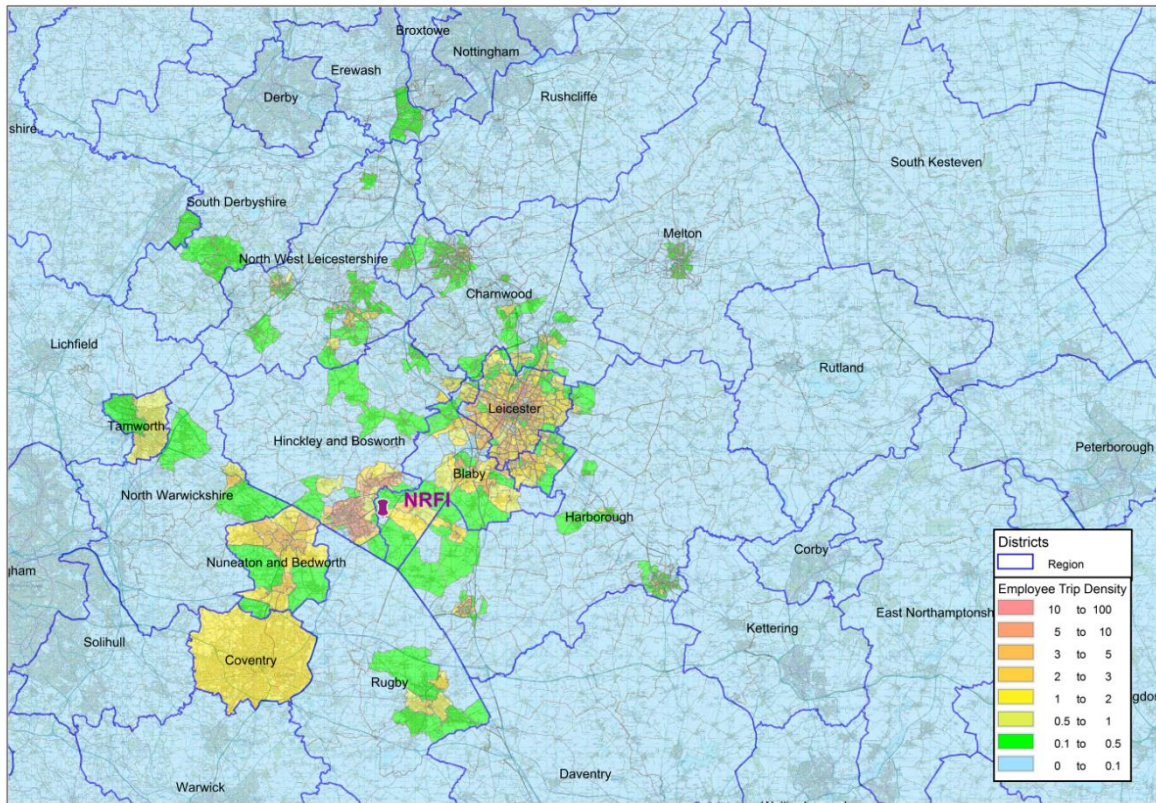 Broxtowe
Nottingham
Erewash
Derby
Rushcliffe
shire
South Kesteven
South Derbyshire
Melton
North West Leicestershire
Charnwood
Lichfield
Rutland
Leicester
Tamworth
Hinckley and Bosworth
Peterborough
Blaby
North Warwickshire
NRFI
Harborough
Nuneaton and Bedworth
Corby
gham
East Northamptonsh
Solihull
Kettering
Coventry
Rugby
gdon
Daventry
Warwick
Districts
Region
Employee Trip Density
10 to 100
5 to 10
3 to 5
2 to 3
1 to 2
0.5 to 1
0.1 to 0.5
0 to 0.1